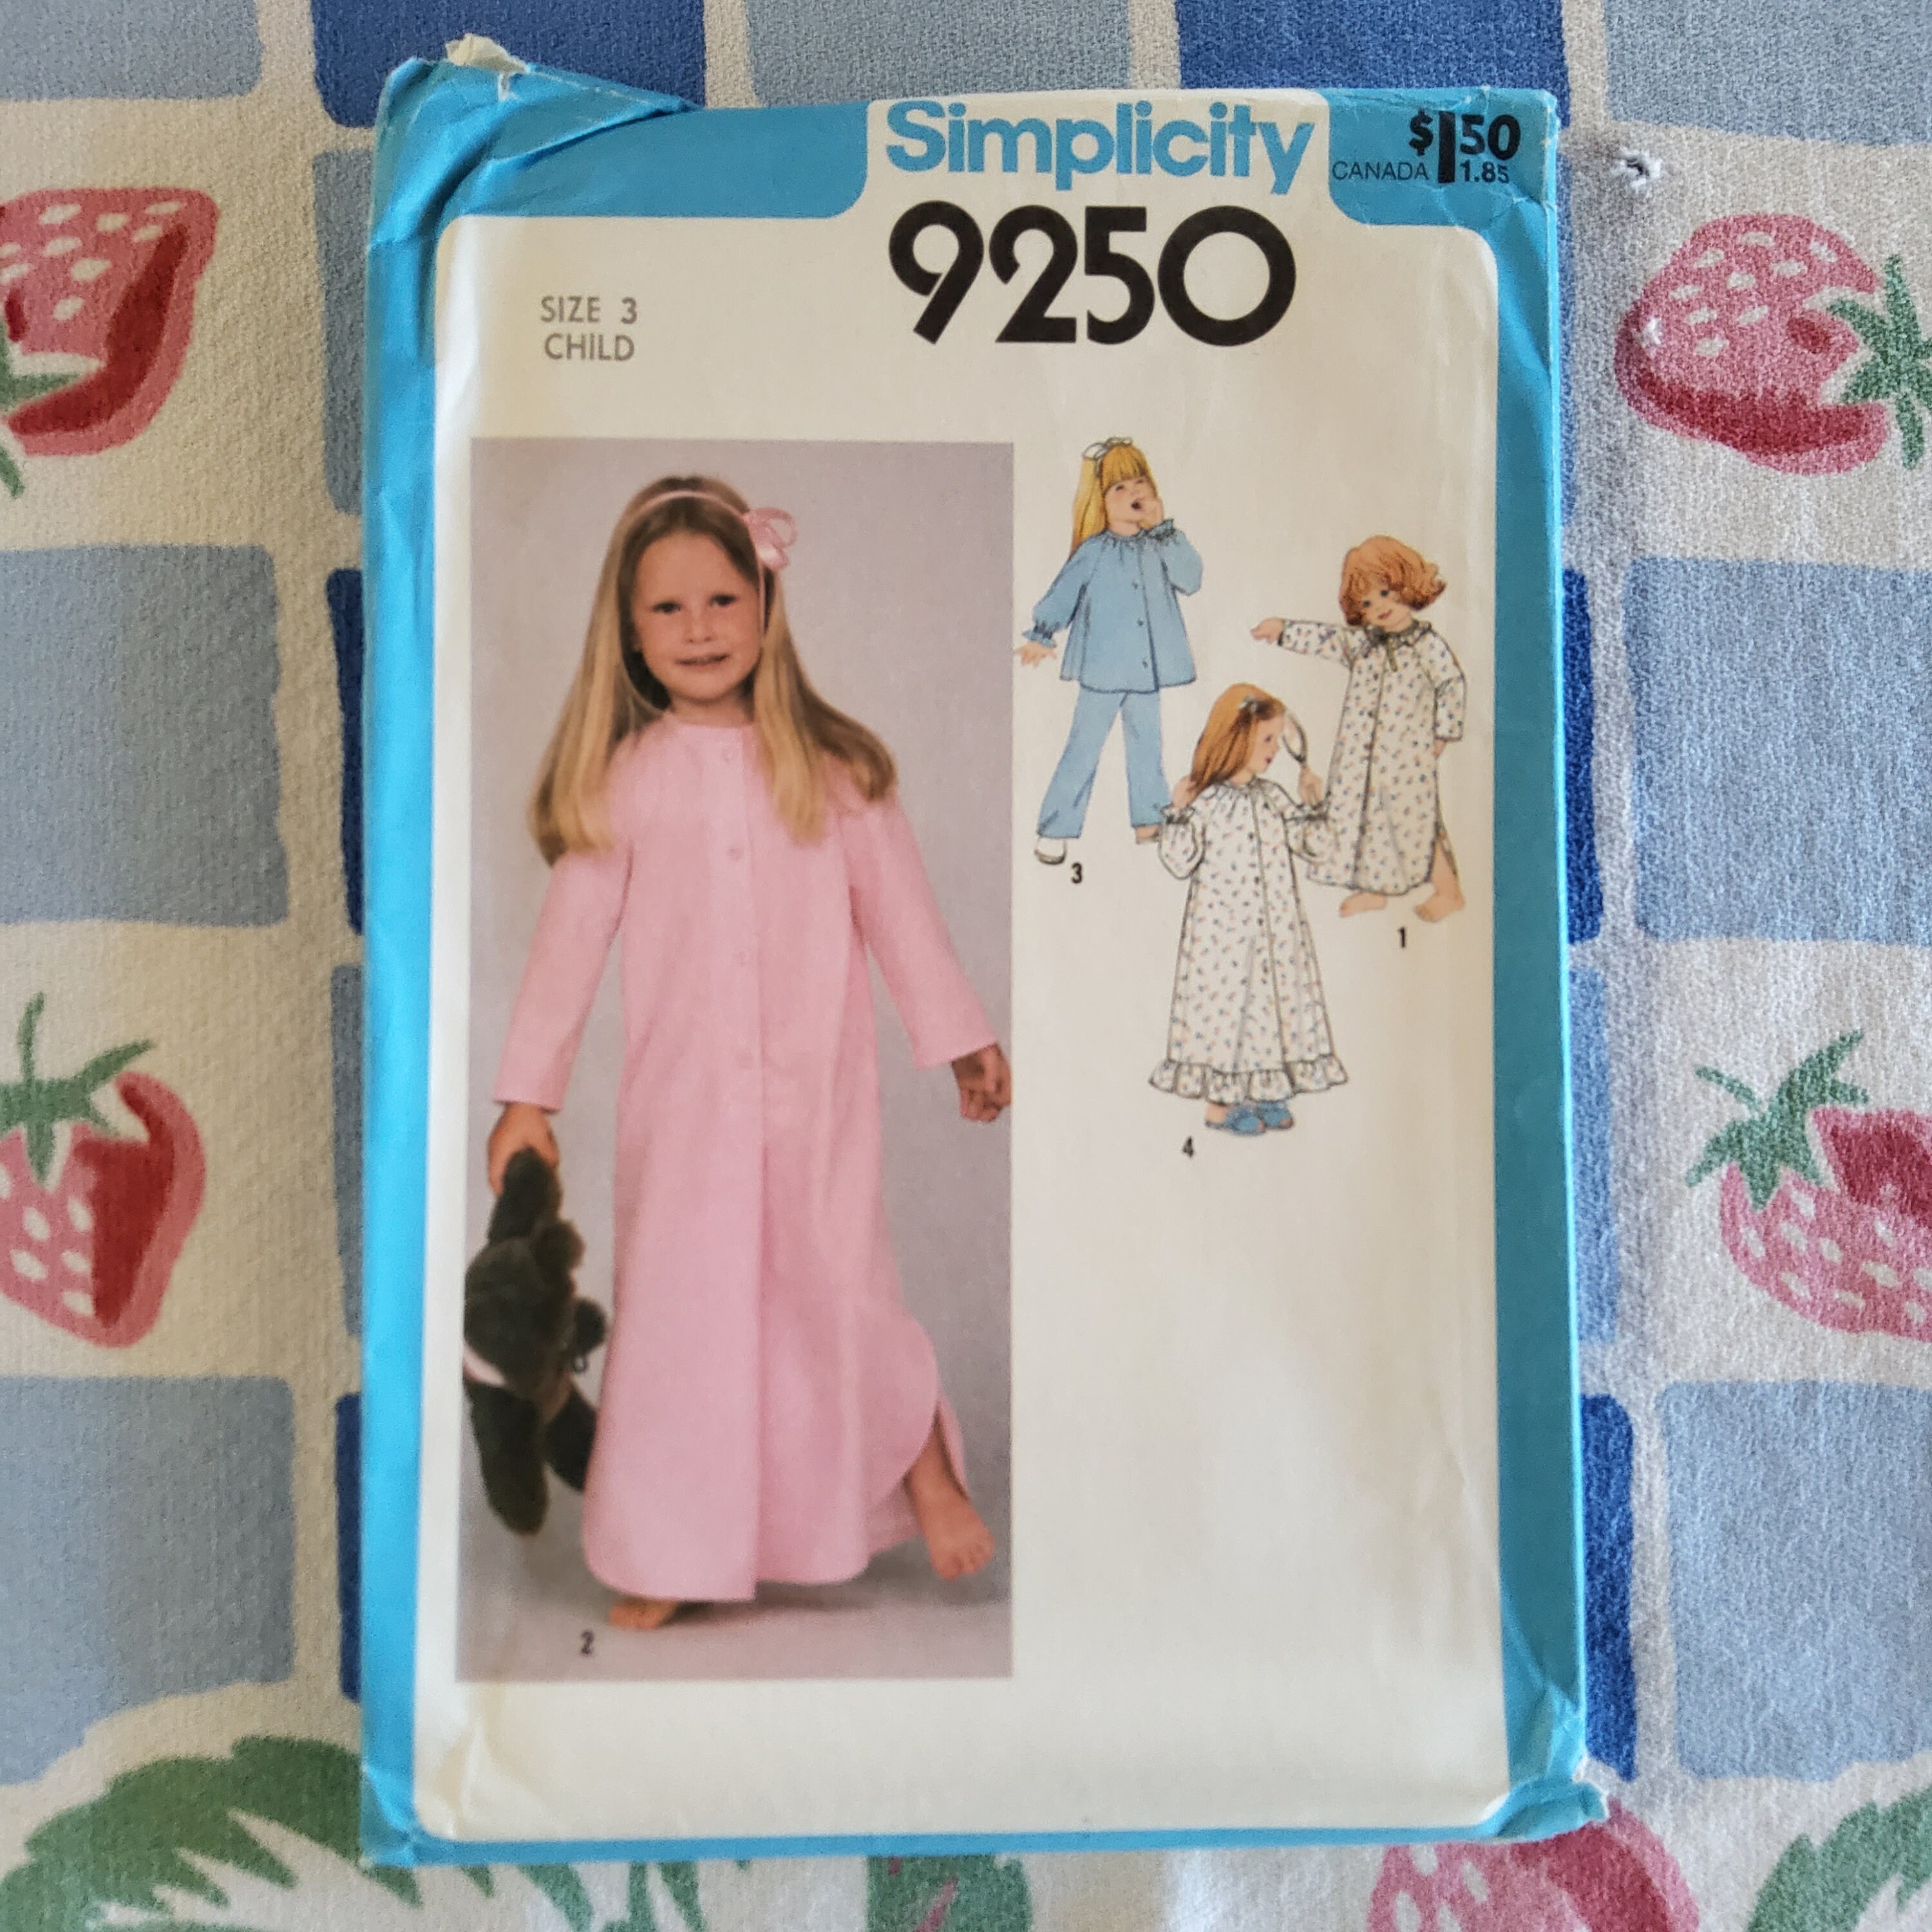 Simplicity
$1.50
CANADA 1.85
9250
SIZE 3
CHILD
3
1
4
2